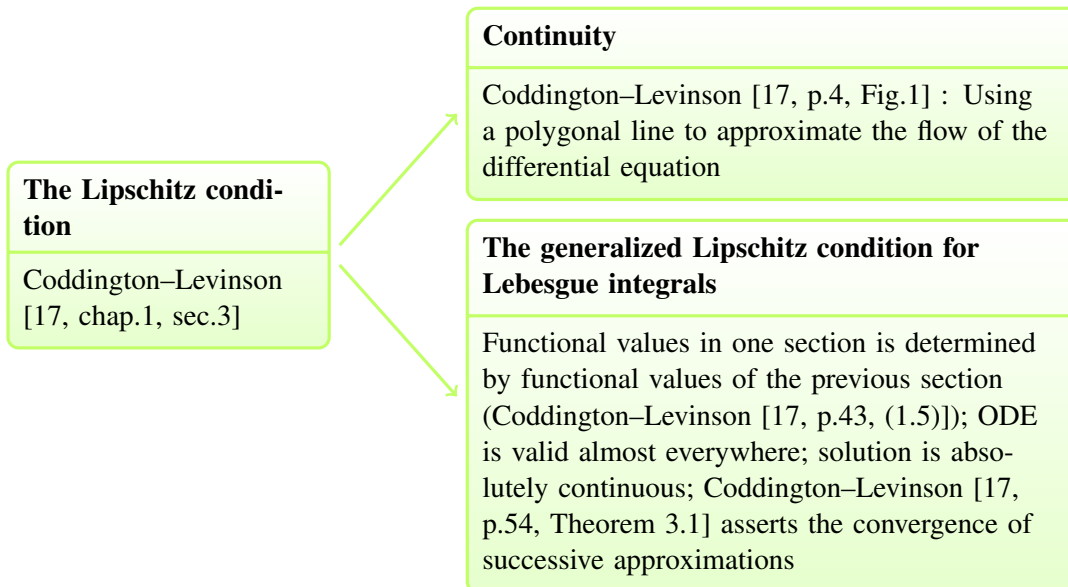 The Lipschitz condi-
tion
Coddington–Levinson
[17, chap.1, sec.3]
Continuity
Coddington–Levinson [17, p.4, Fig.1] : Using
a polygonal line to approximate the flow of the
differential equation
The generalized Lipschitz condition for
Lebesgue integrals
Functional values in one section is determined
by functional values of the previous section
(Coddington–Levinson [17, p.43, (1.5)]); ODE
is valid almost everywhere; solution is abso-
lutely continuous; Coddington–Levinson [17,
p.54, Theorem 3.1] asserts the convergence of
successive approximations